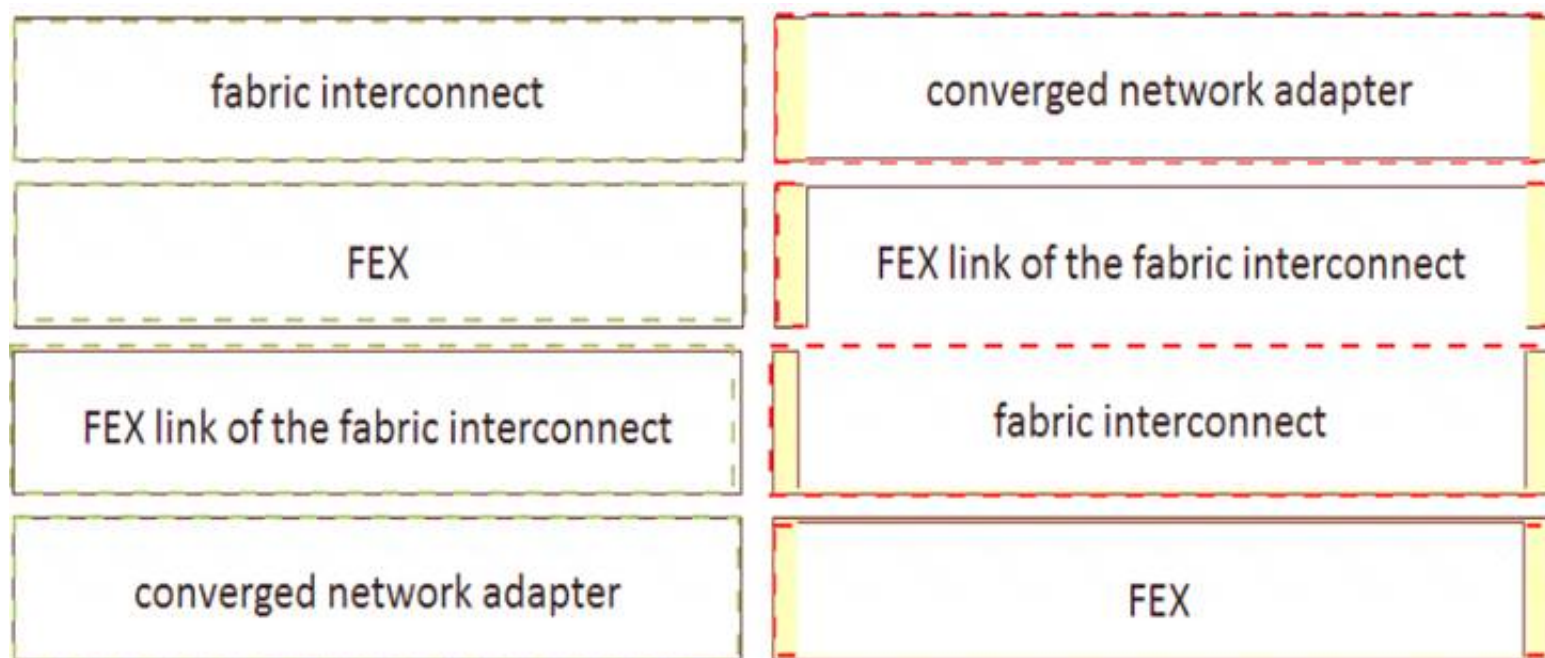 fabric interconnect
converged network adapter
FEX
FEX link of the fabric interconnect
FEX link of the fabric interconnect
fabric interconnect
converged network adapter
FEX